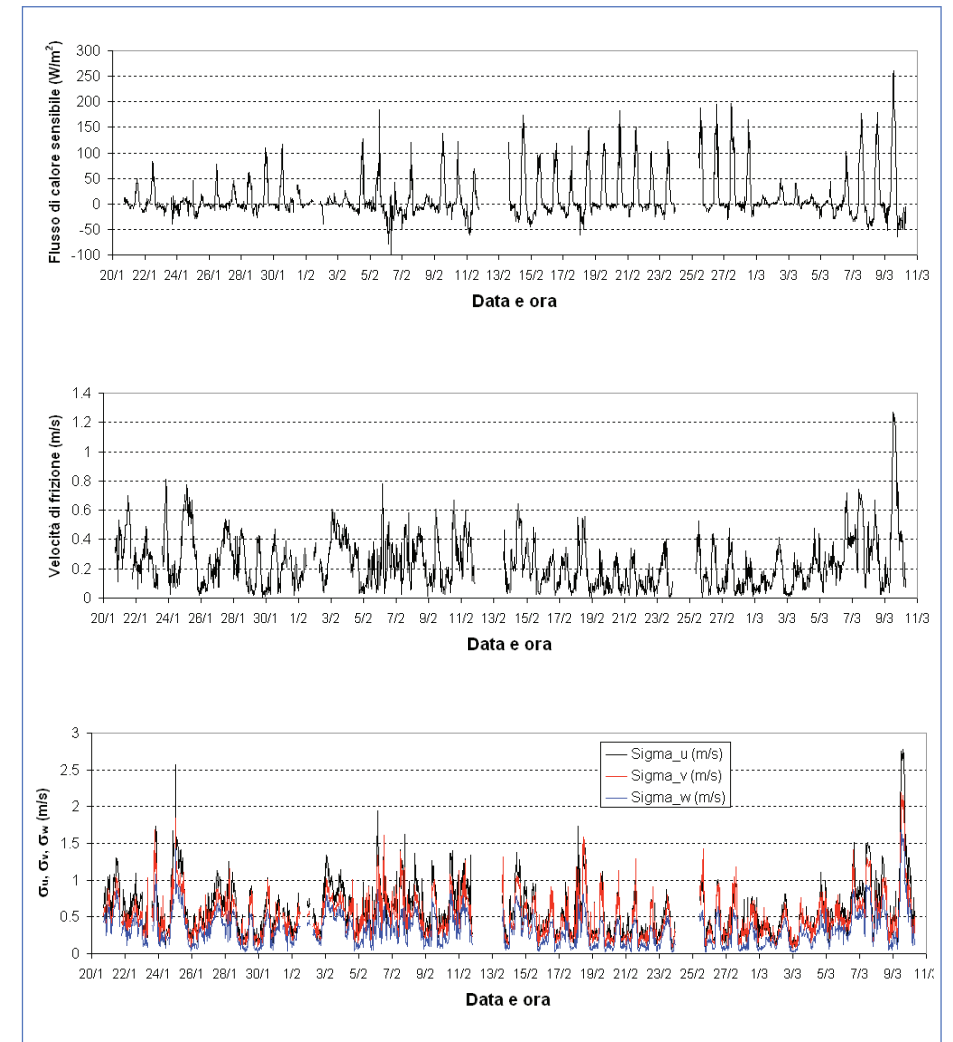 Flusso di calore sensibile (W/m²)
300
250
200
150
100
50
0
-50
-100
20/1 22/1 24/1 26/1 28/1 30/1 1/2 3/2 5/2 7/2 9/2 11/2 13/2 15/2 17/2 19/2 21/2 23/2 25/2 27/2 1/3 3/3 5/3 7/3 9/3 11/3
Data e ora
Velocità di frizione (m/s)
1.4
1.2
1
0.8
0.6
0.4
0.2
0
20/1 22/1 24/1 26/1 28/1 30/1 1/2 3/2 5/2 7/2 9/2 11/2 13/2 15/2 17/2 19/2 21/2 23/2 25/2 27/2 1/3 3/3 5/3 7/3 9/3 11/3
Data e ora
σu, σv, σw (m/s)
3
2.5
2
1.5
1
0.5
0
Sigma_u (m/s)
Sigma_v (m/s)
Sigma_w (m/s)
20/1 22/1 24/1 26/1 28/1 30/1 1/2 3/2 5/2 7/2 9/2 11/2 13/2 15/2 17/2 19/2 21/2 23/2 25/2 27/2 1/3 3/3 5/3 7/3 9/3 11/3
Data e ora